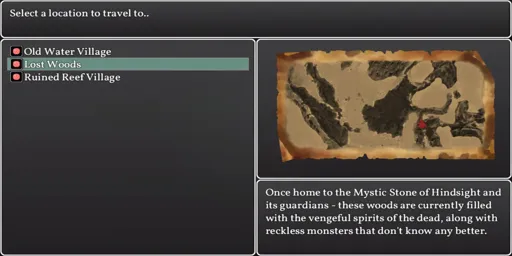 Select a location to travel to..
Old Water Village
Lost Woods
Ruined Reef Village
Once home to the Mystic Stone of Hindsight and
its guardians - these woods are currently filled
with the vengeful spirits of the dead, along with
reckless monsters that don't know any better.